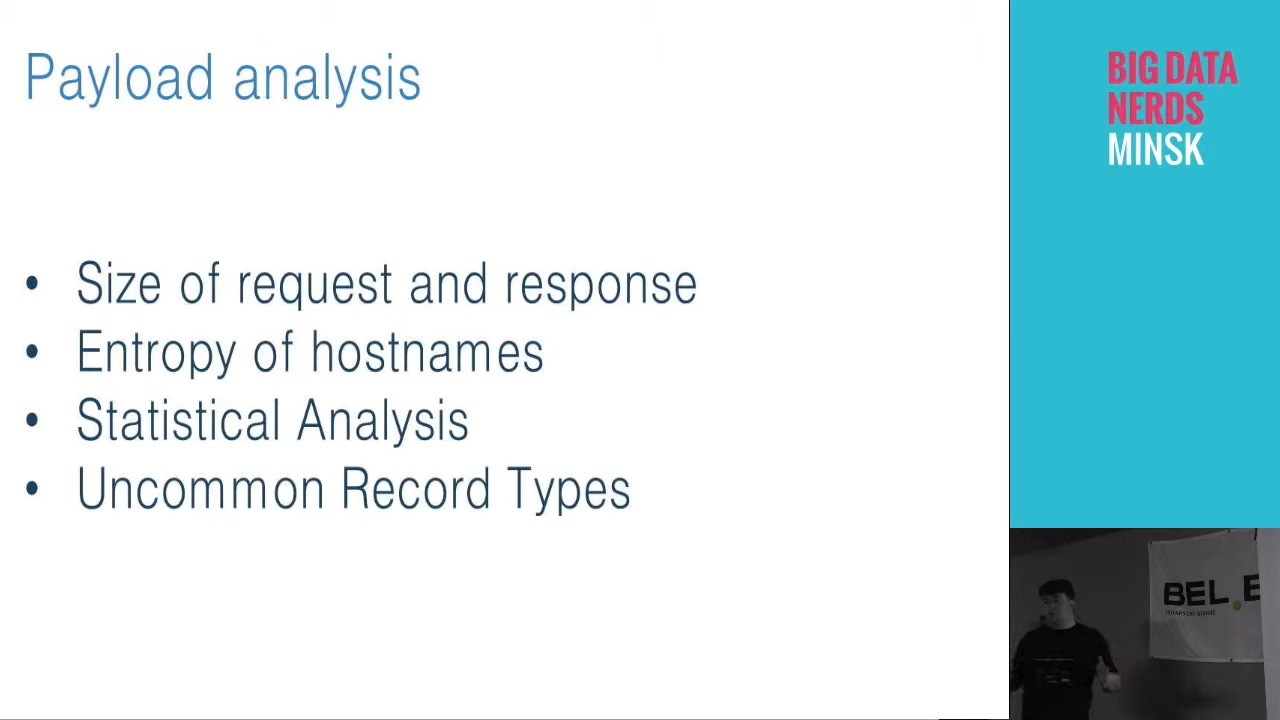 Payload analysis
• Size of request and response
• Entropy of hostnames
• Statistical Analysis
• Uncommon Record Types
BIG DATA
NERDS
MINSK
BEL.E